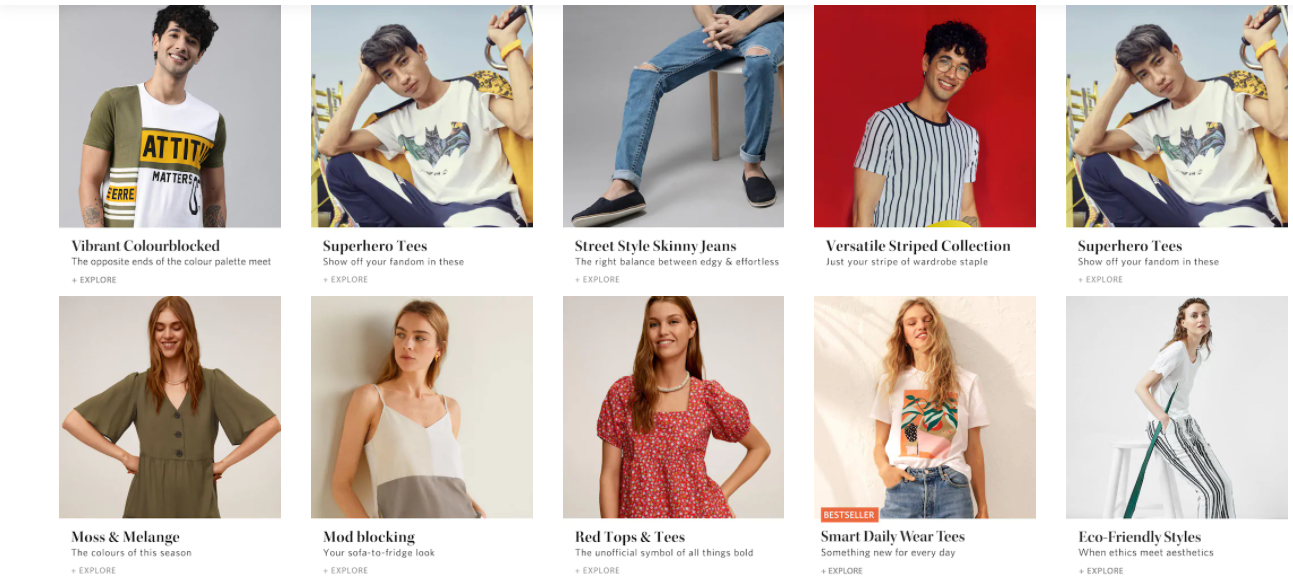 ATTIT
MATTERS
FERRE
Vibrant Colourblocked
The opposite ends of the colour palette meet
+ EXPLORE
Superhero Tees
Show off your fandom in these
+ EXPLORE
Street Style Skinny Jeans
The right balance between edgy & effortless
+ EXPLORE
Versatile Striped Collection
Just your stripe of wardrobe staple
Superhero Tees
Show off your fandom in these
+ EXPLORE
Moss & Melange
The colours of this season
+ EXPLORE
Mod blocking
Your sofa-to-fridge look
+ EXPLORE
Red Tops & Tees
The unofficial symbol of all things bold
+ EXPLORE
BESTSELLER
Smart Daily Wear Tees
Something new for every day
+ EXPLORE
Eco-Friendly Styles
When ethics meet aesthetics
+ EXPLORE